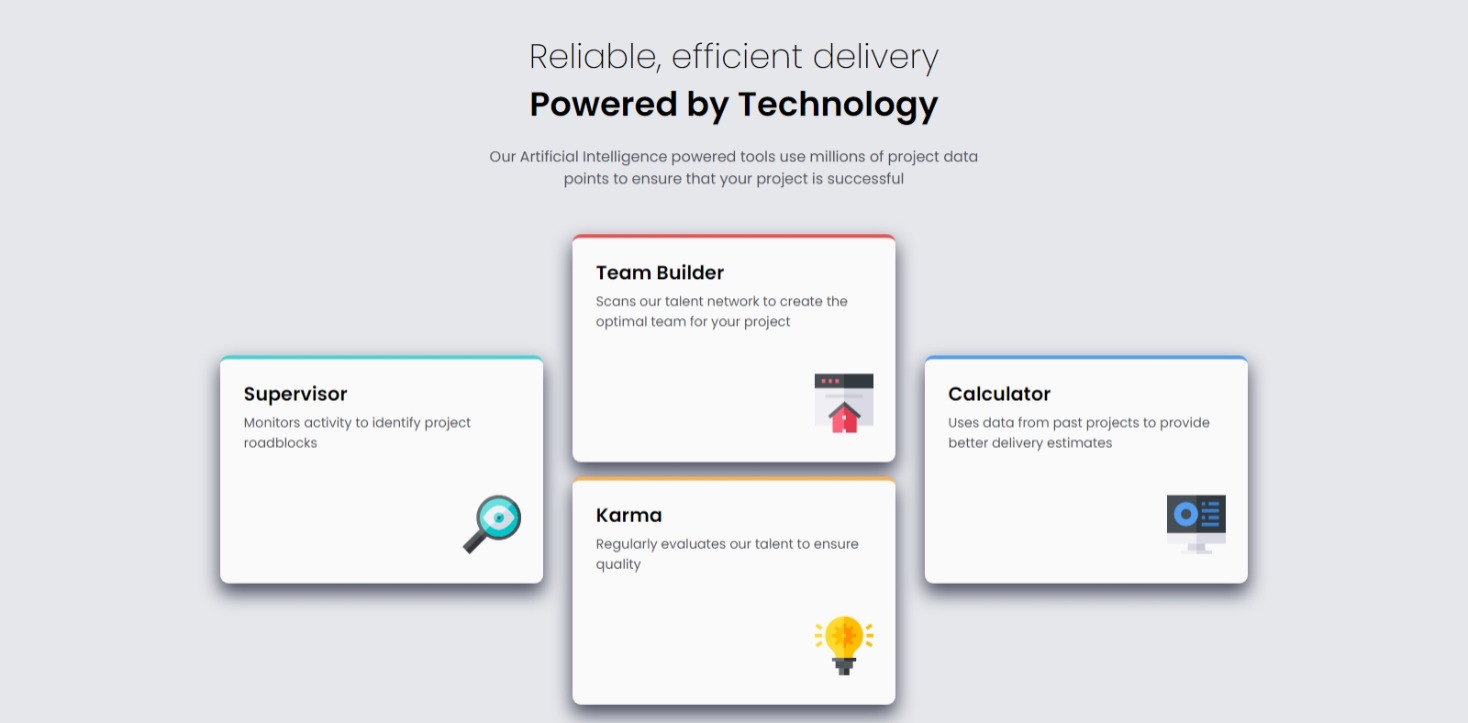 Reliable, efficient delivery
Powered by Technology
Our Artificial Intelligence powered tools use millions of project data
points to ensure that your project is successful
Team Builder
Scans our talent network to create the
optimal team for your project
Supervisor
Monitors activity to identify project
roadblocks
Calculator
Uses data from past projects to provide
better delivery estimates
Karma
Regularly evaluates our talent to ensure
quality